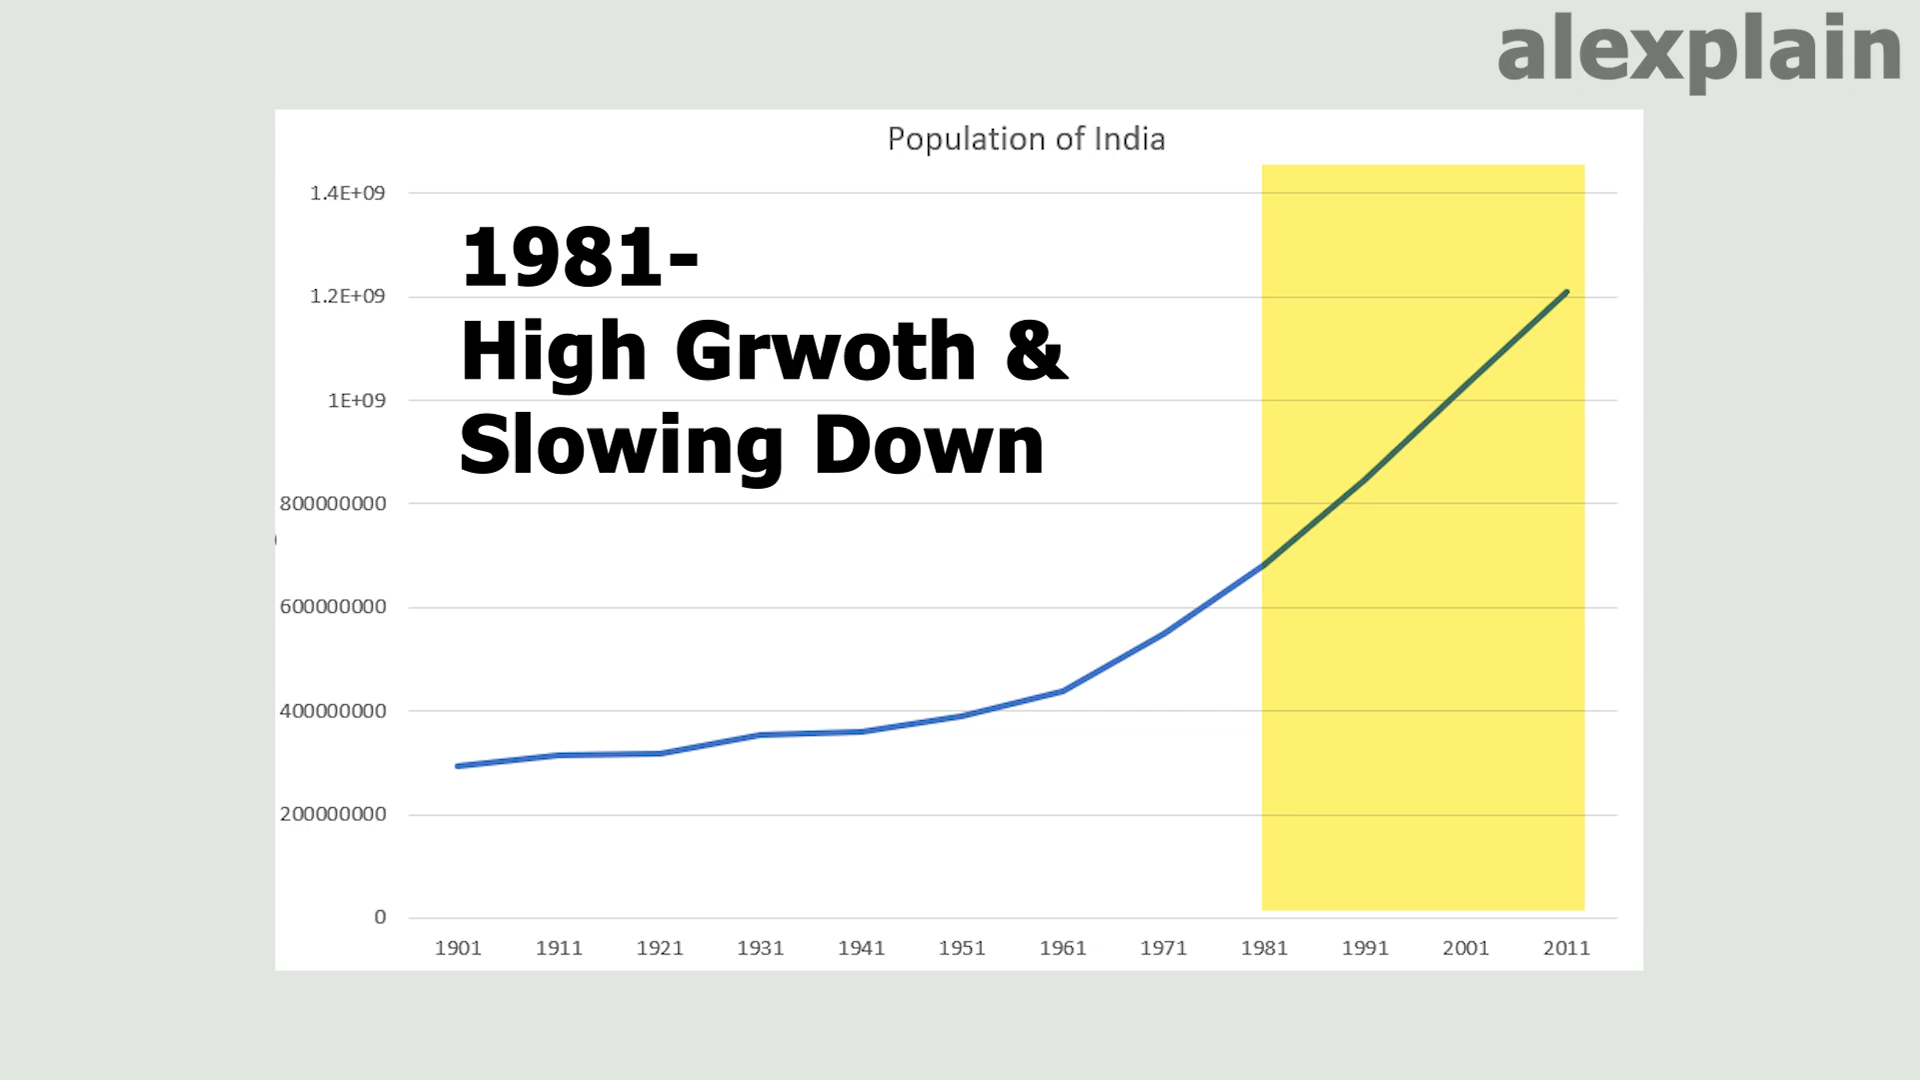 alexplain
Population of India
1.4E+09
1981-
1.2E+09
High Grwoth &
1E+09
Slowing Down
800000000
600000000
400000000
200000000
0
1901 1911 1921 1931 1941 1951 1961 1971 1981 1991 2001 2011